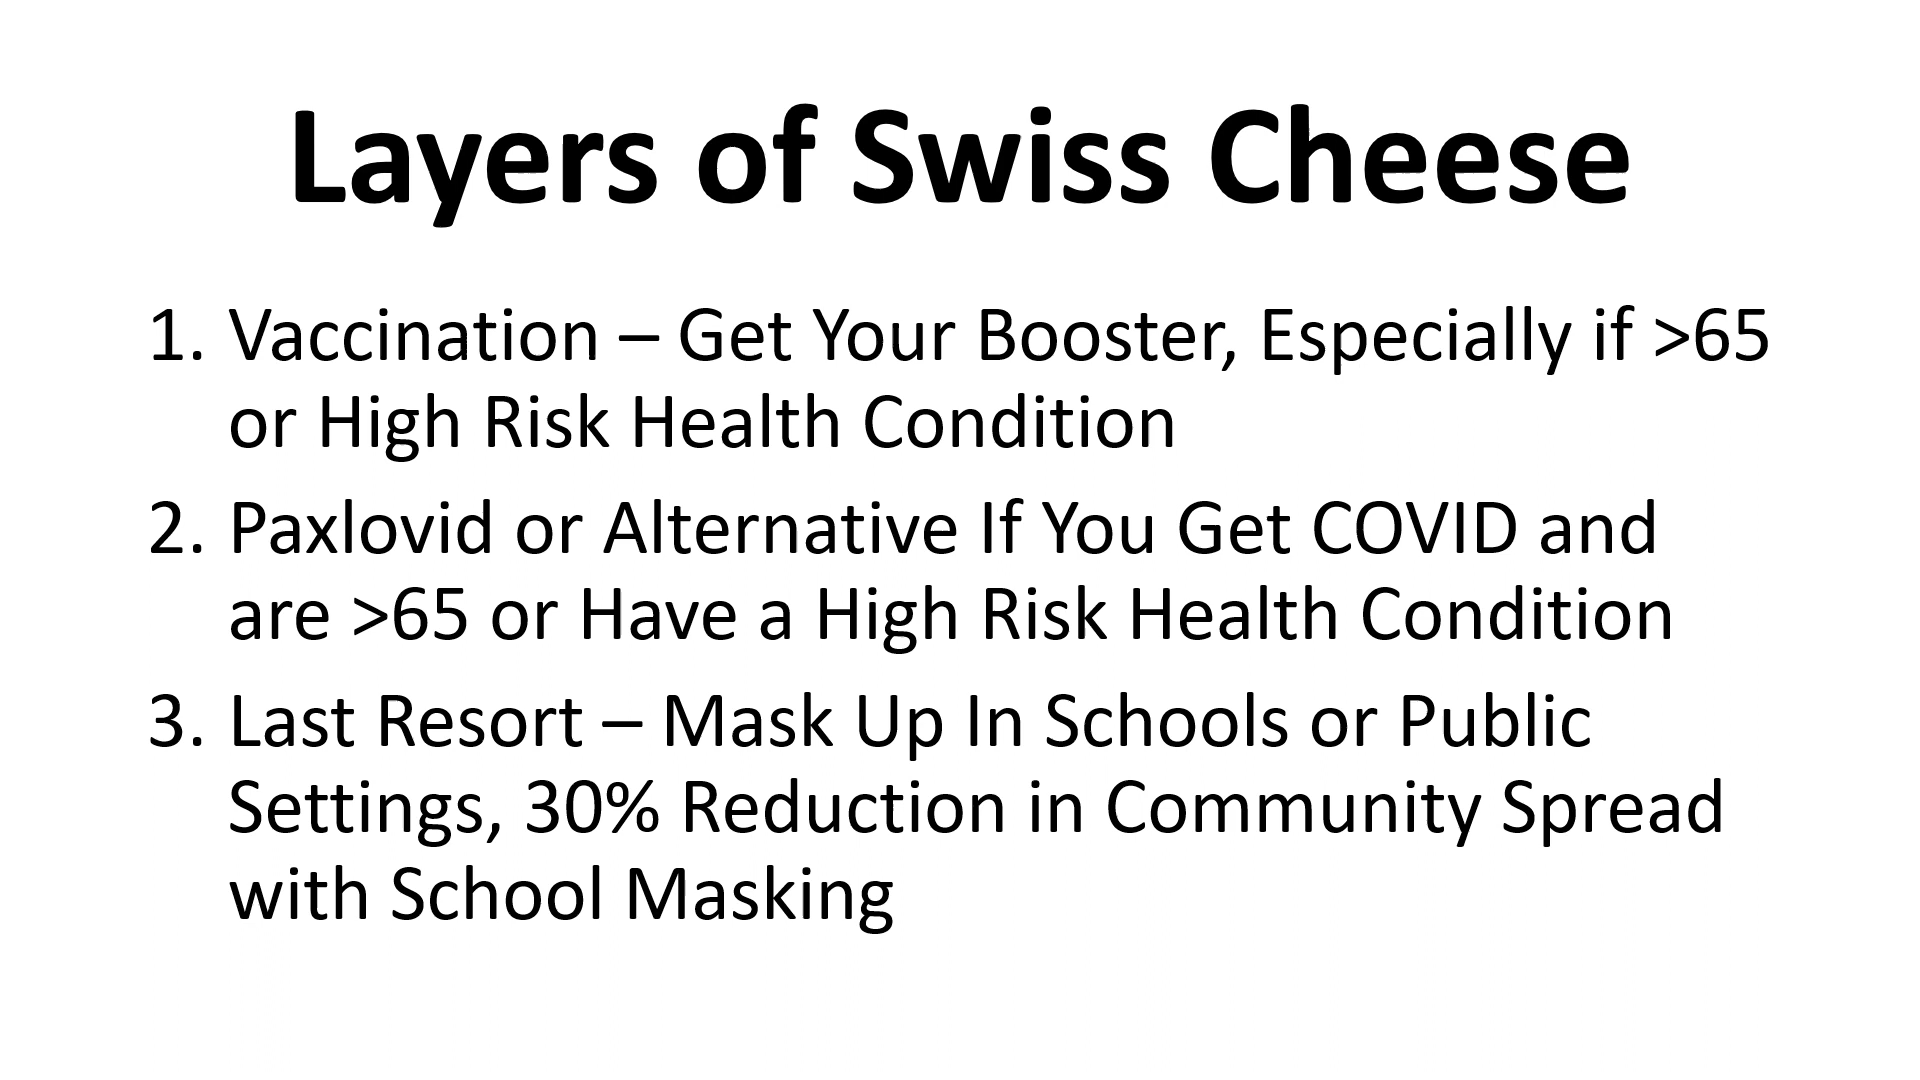 Layers of Swiss Cheese
1. Vaccination – Get Your Booster, Especially if >65
or High Risk Health Condition
2. Paxlovid or Alternative If You Get COVID and
are >65 or Have a High Risk Health Condition
3. Last Resort – Mask Up In Schools or Public
Settings, 30% Reduction in Community Spread
with School Masking